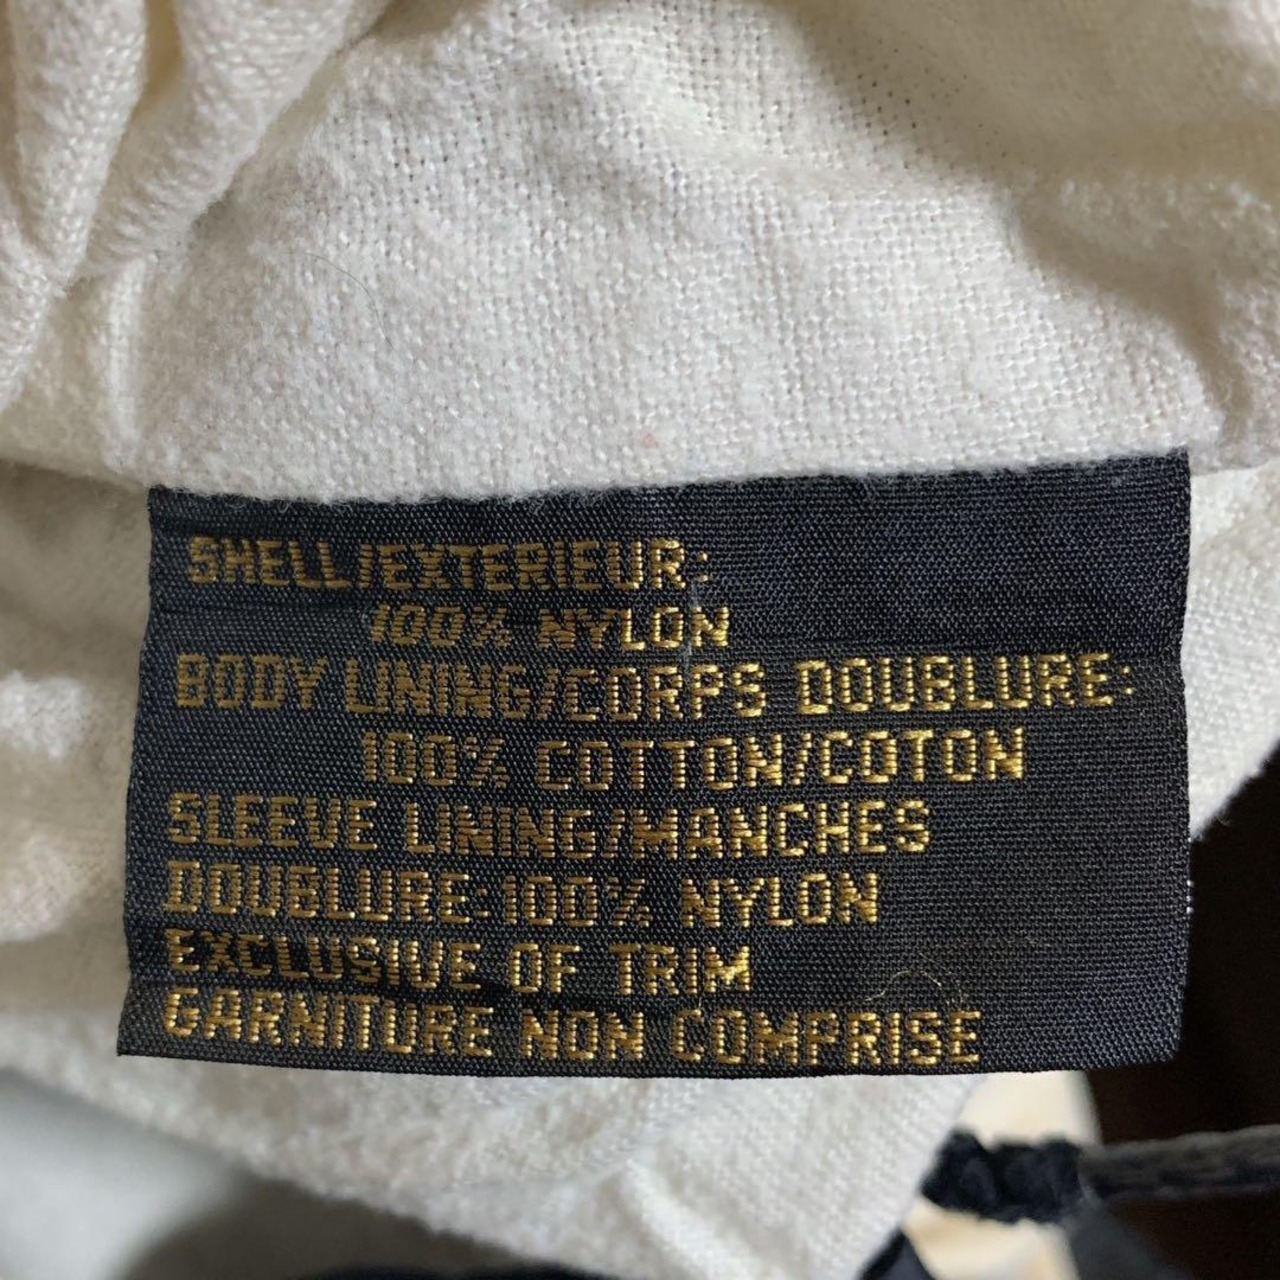 SHELL/EXTERIEUR:
100% NYLON
BODY LINING/CORPS DOUBLURE:
100% COTTON/COTON
SLEEVE LINING/MANCHES
DOUBLURE:100% NYLON
EXCLUSIVE OF TRIM
GARNITURE NON COMPRISE